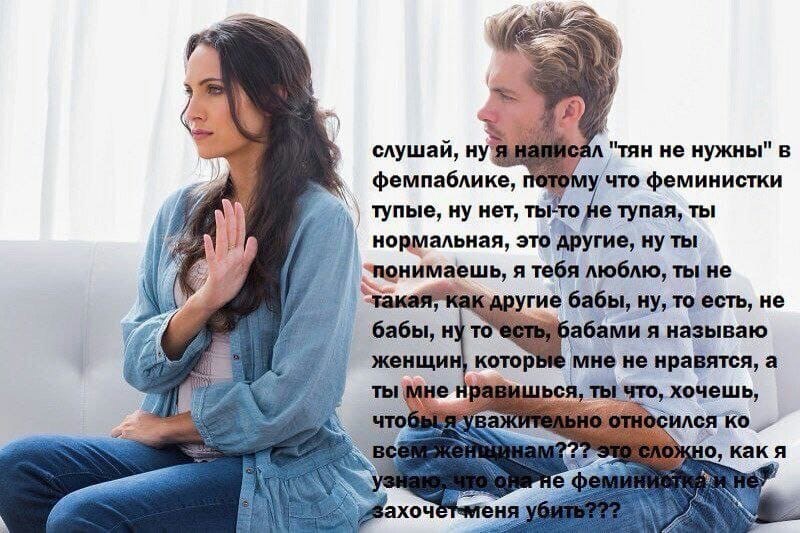 слушай, ну я написал "тян не нужны" в
фемпаблике, потому что феминистки
тупые, ну нет, ты-то не тупая, ты
нормальная, это другие, ну ты
понимаешь, я тебя люблю, ты не
такая, как другие бабы, ну, то есть, не
бабы, ну то есть, бабами я называю
женщин, которые мне не нравятся, а
ты мне нравишься, ты что, хочешь,
чтобы я уважительно относился ко
всем женщинам??? это сложно, как я
узнаю, что она не феминистка и не
захочет меня убить???